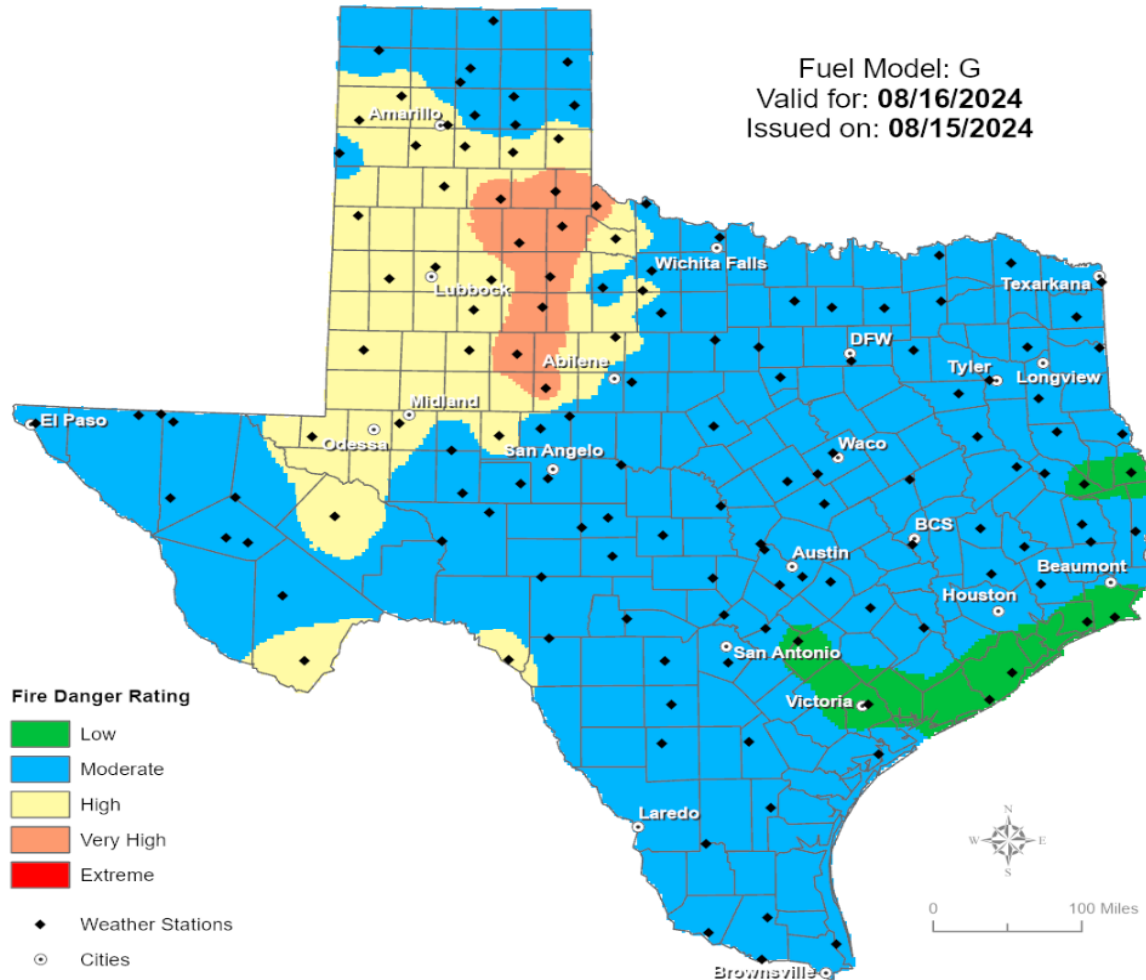 Fuel Model: G
Valid for: 08/16/2024
Issued on: 08/15/2024
Amarillo
Wichita Falls
Lubbock
Texarkana
DFW
Abilene
Tyler
Longview
Midland
El Paso
Odessa
San Angelo
Waco
BCS
Austin
Beaumont
Houston
San Antonio
Victoria
Laredo
Brownsville
Fire Danger Rating
Low
Moderate
High
Very High
Extreme
Weather Stations
Cities
N
W E
S
0 100 Miles